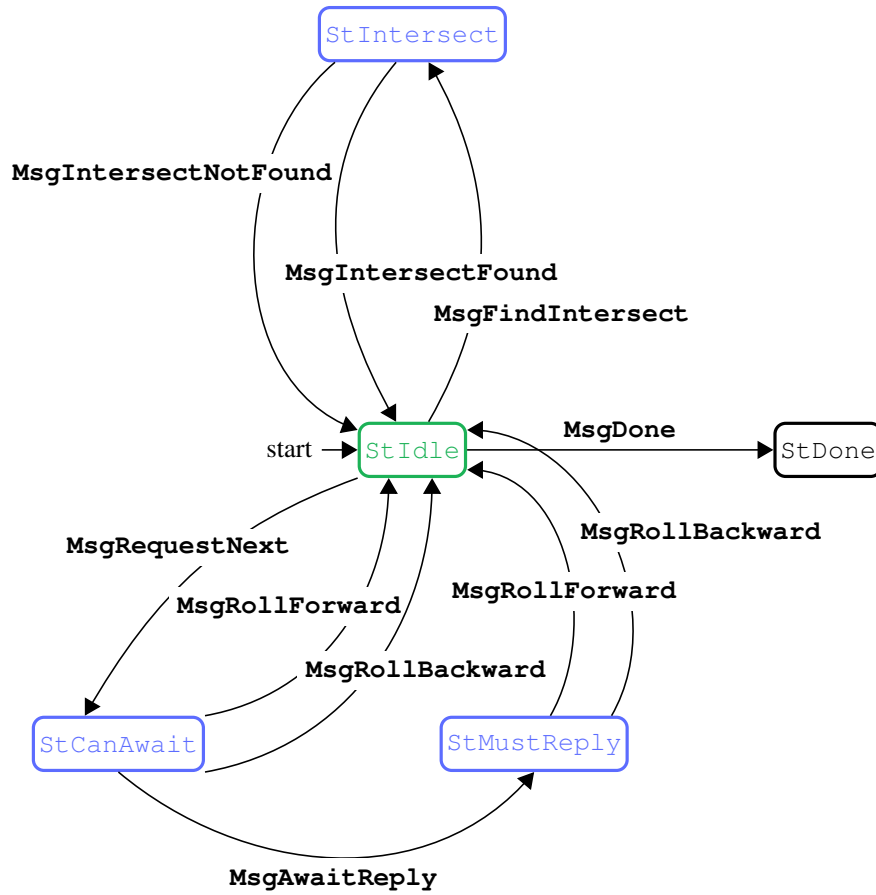 StIntersect
MsgIntersectNotFound
MsgIntersectFound
MsgFindIntersect
MsgDone
start
StIdle
StDone
MsgRollBackward
MsgRequestNext
MsgRollForward
MsgRollForward
MsgRollBackward
StCanAwait
StMustReply
MsgAwaitReply